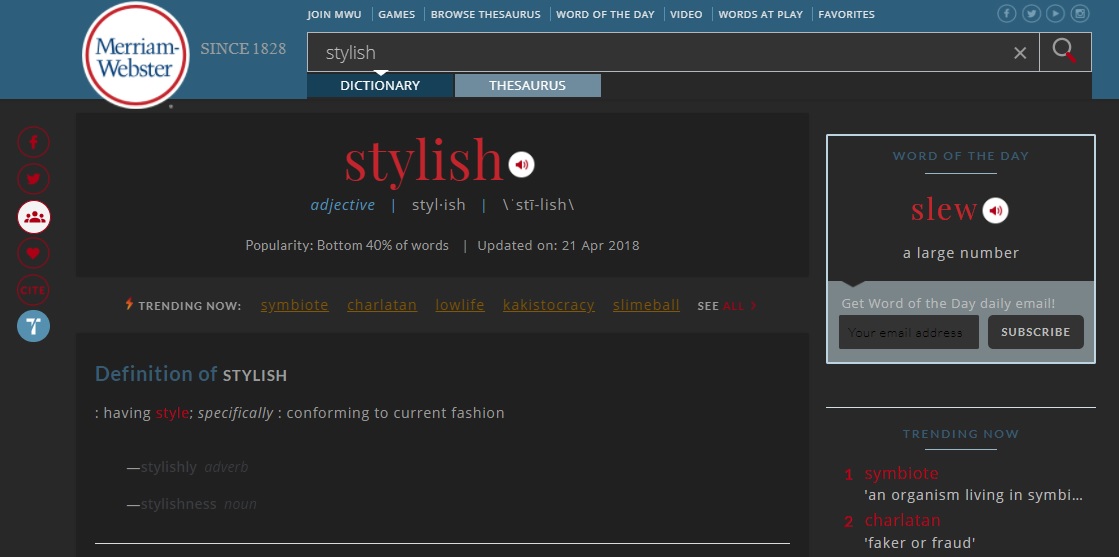 JOIN MWU GAMES BROWSE THESAURUS WORD OF THE DAY VIDEO WORDS AT PLAY FAVORITES
Merriam-
Webster
SINCE 1828
stylish
DICTIONARY THESAURUS
stylish
adjective | styl·ish | \ˈstī-lish\
Popularity: Bottom 40% of words | Updated on: 21 Apr 2018
TRENDING NOW: symbiote charlatan lowlife kakistocracy slimeball SEE ALL >
CITE
Definition of STYLISH
: having style; specifically : conforming to current fashion
—stylishly adverb
—stylishness noun
WORD OF THE DAY
slew
a large number
Get Word of the Day daily email!
Your email address SUBSCRIBE
TRENDING NOW
1 symbiote
'an organism living in symbi...
2 charlatan
'faker or fraud'